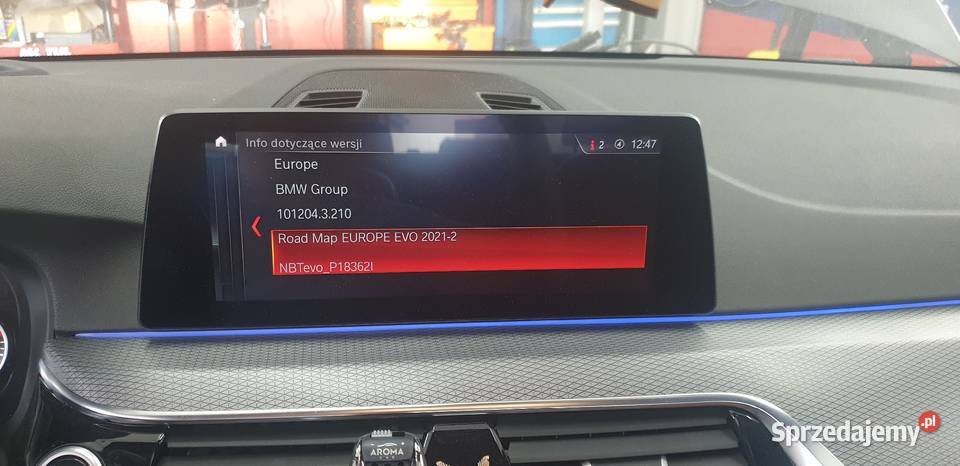 Info dotyczące wersji
2 12:47
Europe
BMW Group
101204.3.210
Road Map EUROPE EVO 2021-2
NBTevo_P18362I
AROMA
CAR
Sprzedajemy.pl